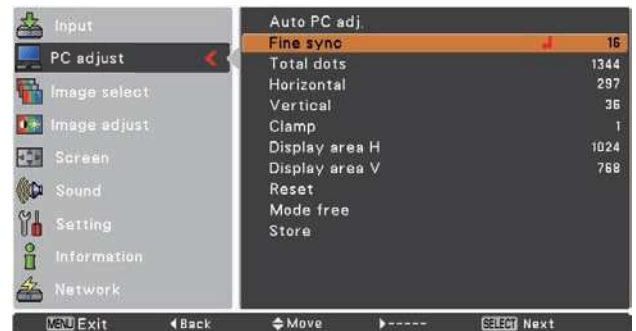 Input
PC adjust
Image select
Image adjust
Screen
Sound
Setting
Information
Network
Auto PC adj.
Fine sync 16
Total dots 1344
Horizontal 297
Vertical 36
Clamp 1
Display area H 1024
Display area V 768
Reset
Mode free
Store
MENU Exit ◀Back Move ▶----- SELECT Next